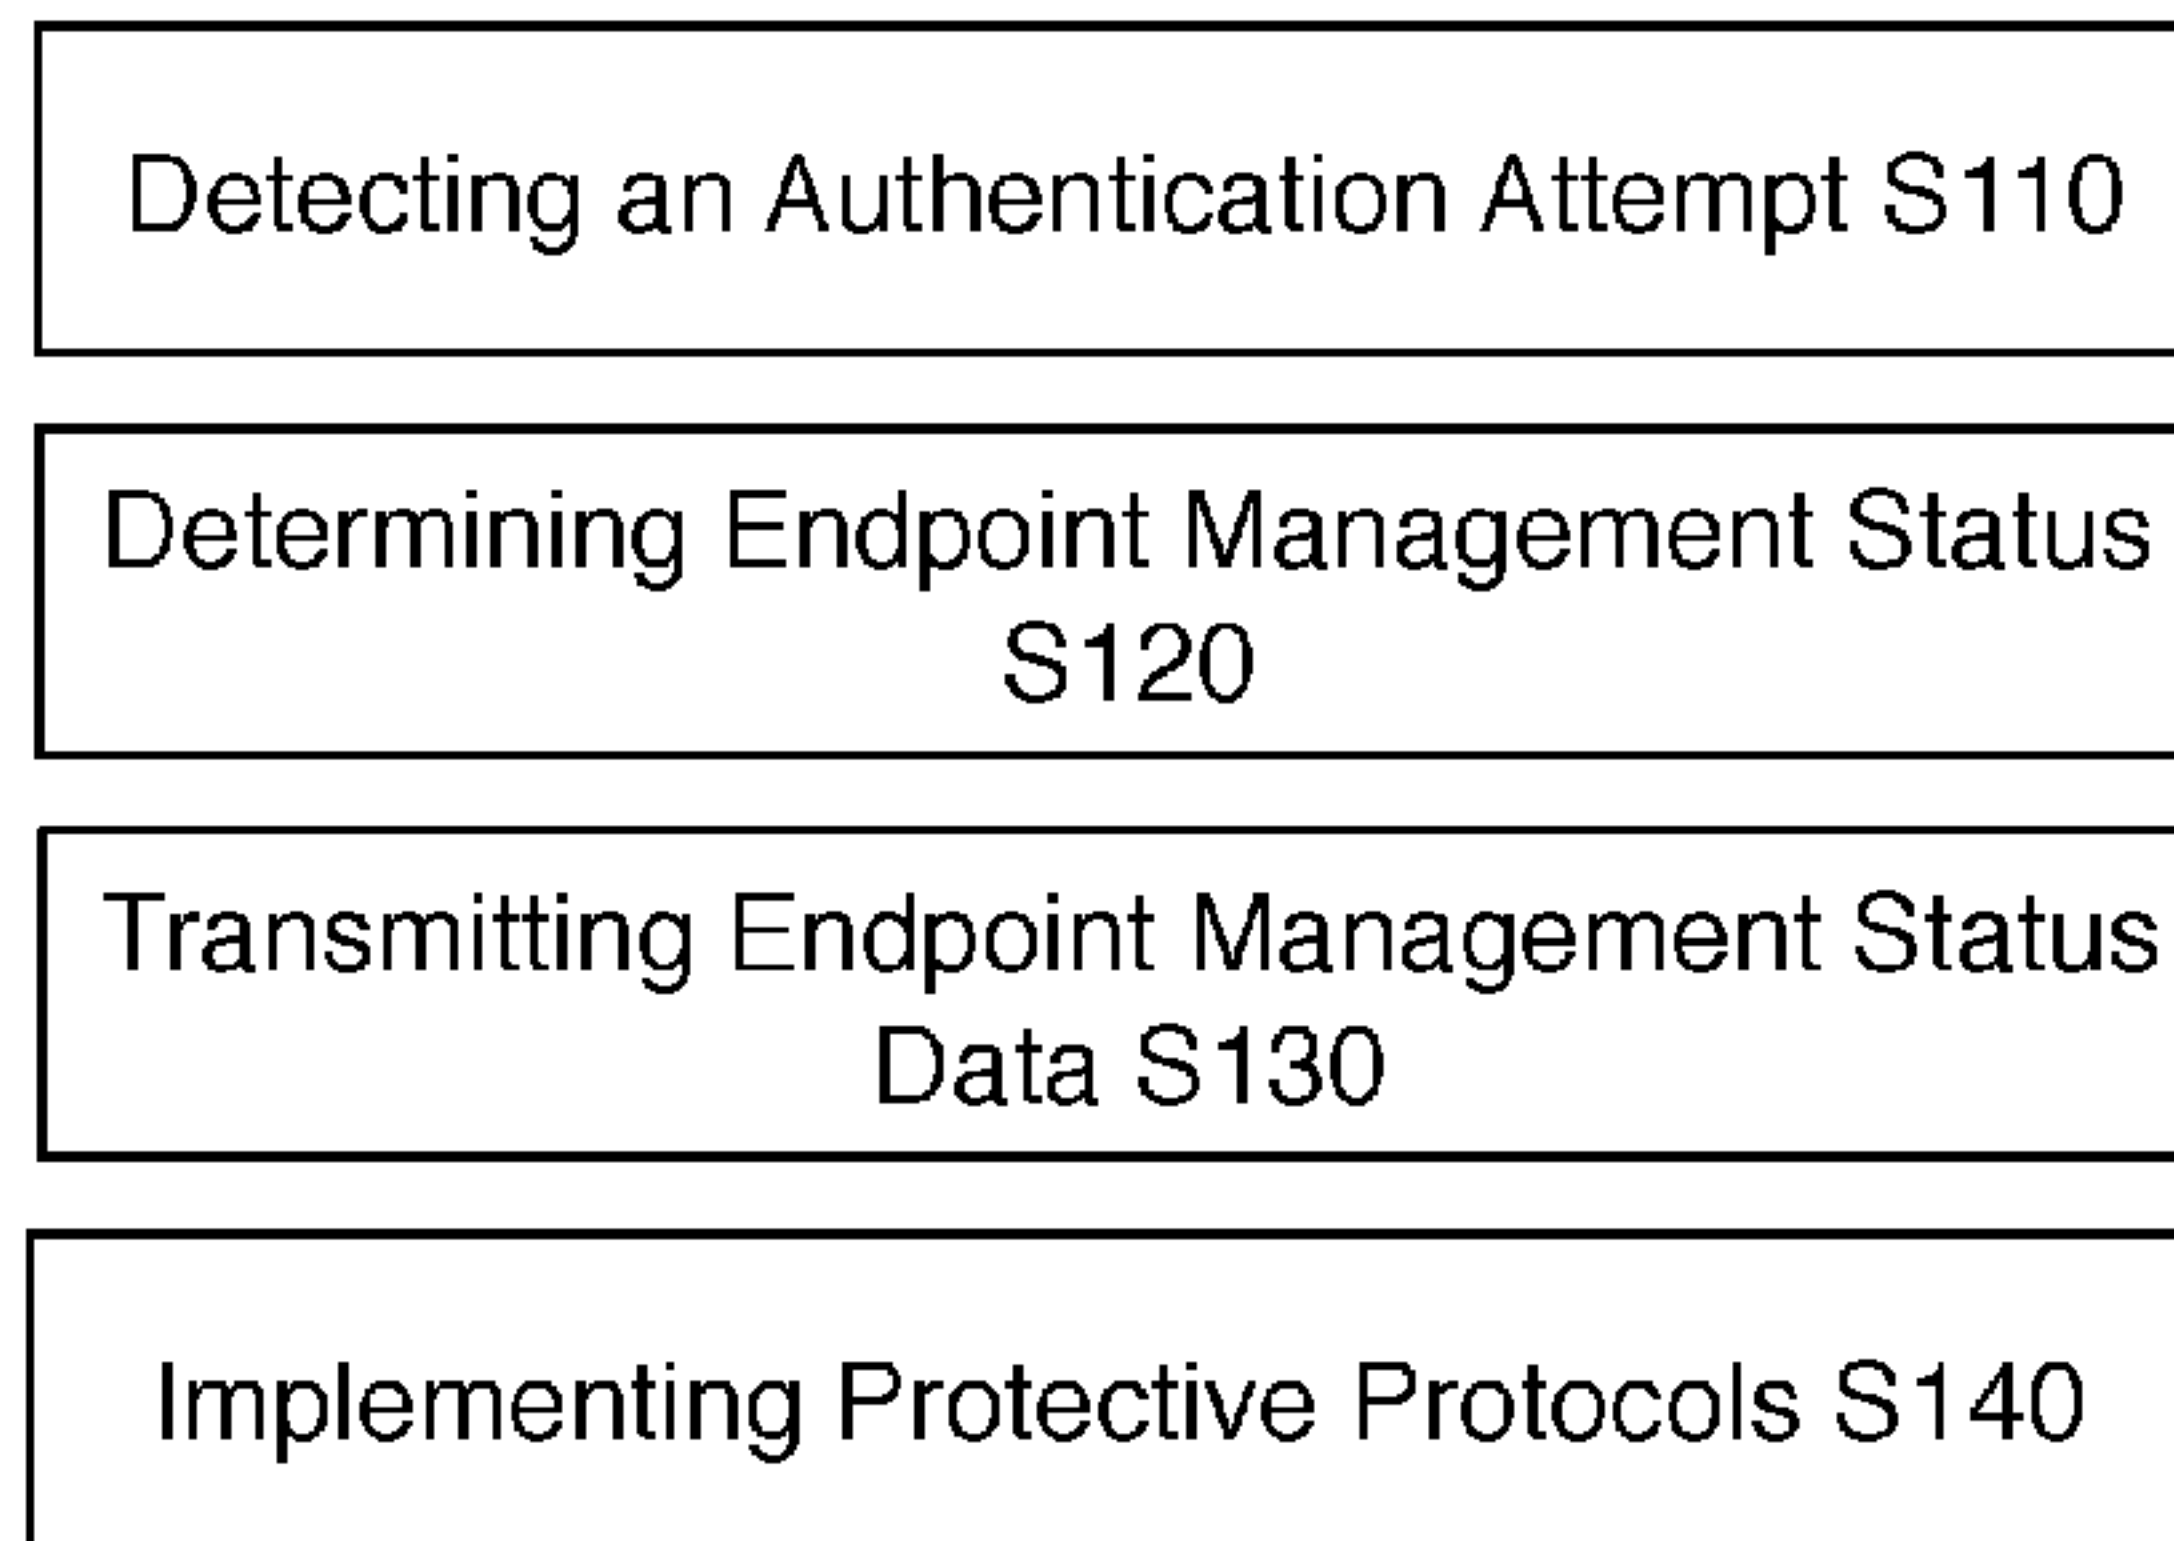 Detecting an Authentication Attempt S110
Determining Endpoint Management Status
S120
Transmitting Endpoint Management Status
Data S130
Implementing Protective Protocols S140